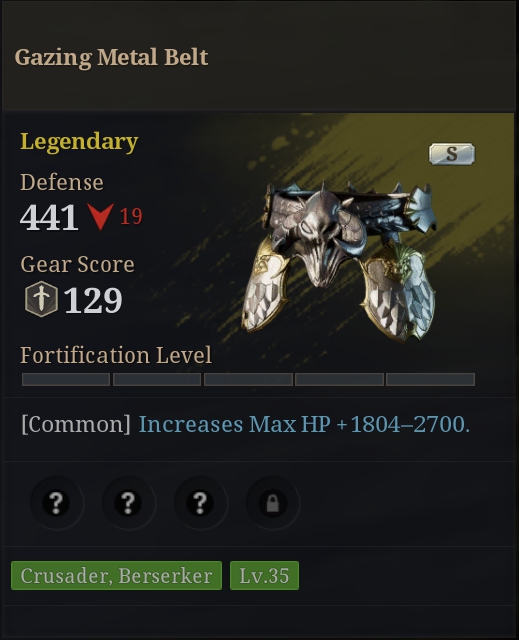 Gazing Metal Belt
Legendary
S
Defense
441 19
Gear Score
129
Fortification Level
[Common] Increases Max HP +1804–2700.
? ? ?
Crusader, Berserker Lv.35